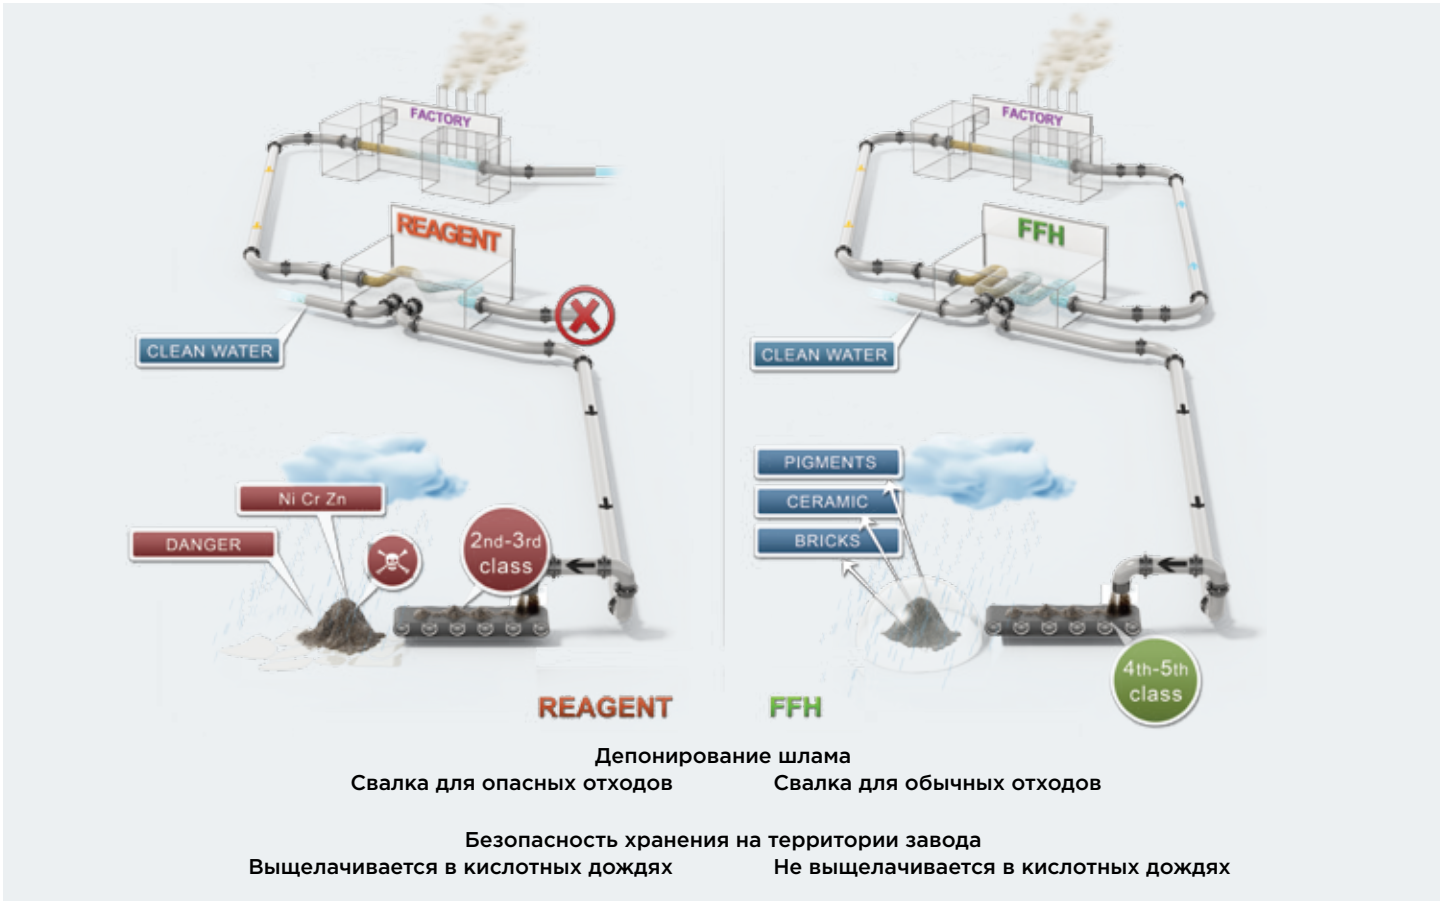 FACTORY
REAGENT
CLEAN WATER
Ni Cr Zn
DANGER
2nd-3rd
class
FACTORY
FFH
CLEAN WATER
PIGMENTS
CERAMIC
BRICKS
4th-5th
class
REAGENT FFH
Депонирование шлама
Свалка для опасных отходов Свалка для обычных отходов
Безопасность хранения на территории завода
Выщелачивается в кислотных дождях Не выщелачивается в кислотных дождях